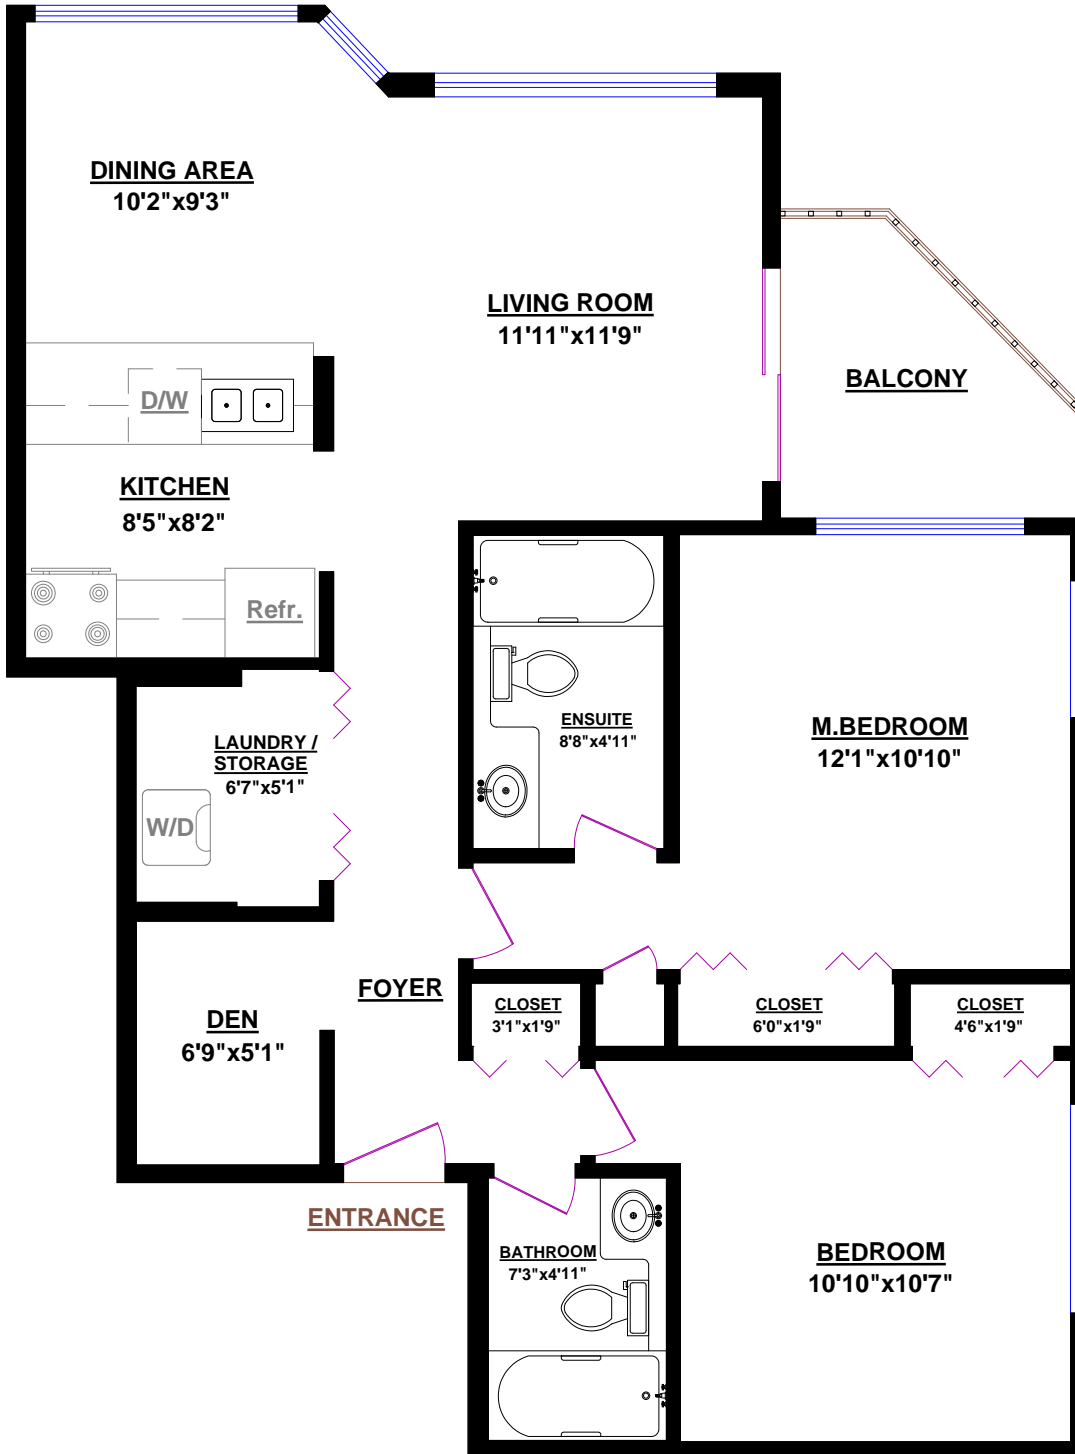 DINING AREA
10'2"x9'3"
LIVING ROOM
11'11"x11'9"
BALCONY
D/W
KITCHEN
8'5"x8'2"
Refr.
ENSUITE
8'8"x4'11"
M.BEDROOM
12'1"x10'10"
LAUNDRY /
STORAGE
6'7"x5'1"
W/D
FOYER
DEN
6'9"x5'1"
CLOSET
3'1"x1'9"
CLOSET
6'0"x1'9"
CLOSET
4'6"x1'9"
ENTRANCE
BATHROOM
7'3"x4'11"
BEDROOM
10'10"x10'7"